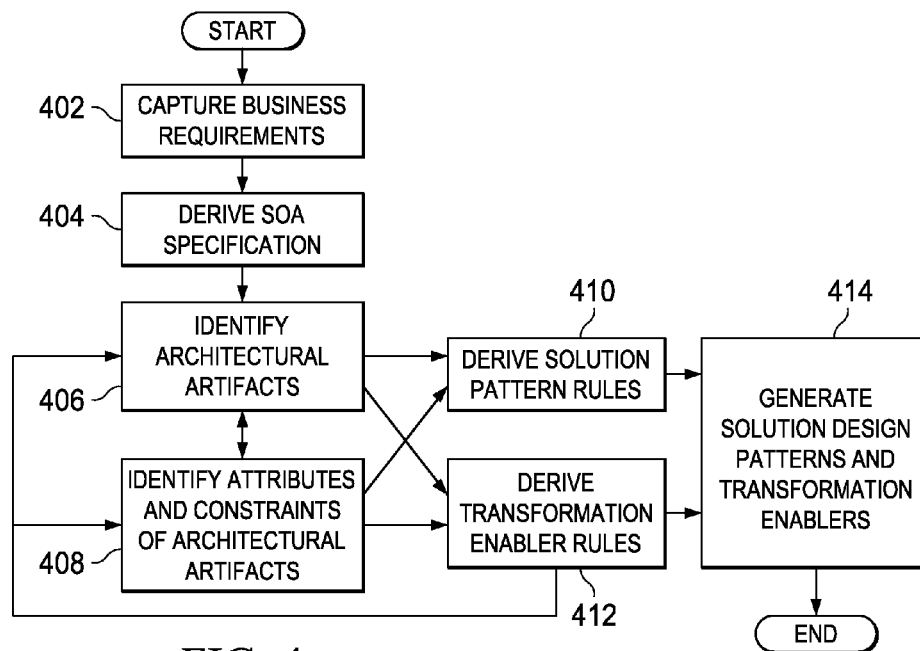 START
402
CAPTURE BUSINESS
REQUIREMENTS
404
DERIVE SOA
SPECIFICATION
406
IDENTIFY
ARCHITECTURAL
ARTIFACTS
408
IDENTIFY ATTRIBUTES
AND CONSTRAINTS
OF ARCHITECTURAL
ARTIFACTS
410
DERIVE SOLUTION
PATTERN RULES
DERIVE
TRANSFORMATION
ENABLER RULES
412
414
GENERATE
SOLUTION DESIGN
PATTERNS AND
TRANSFORMATION
ENABLERS
END